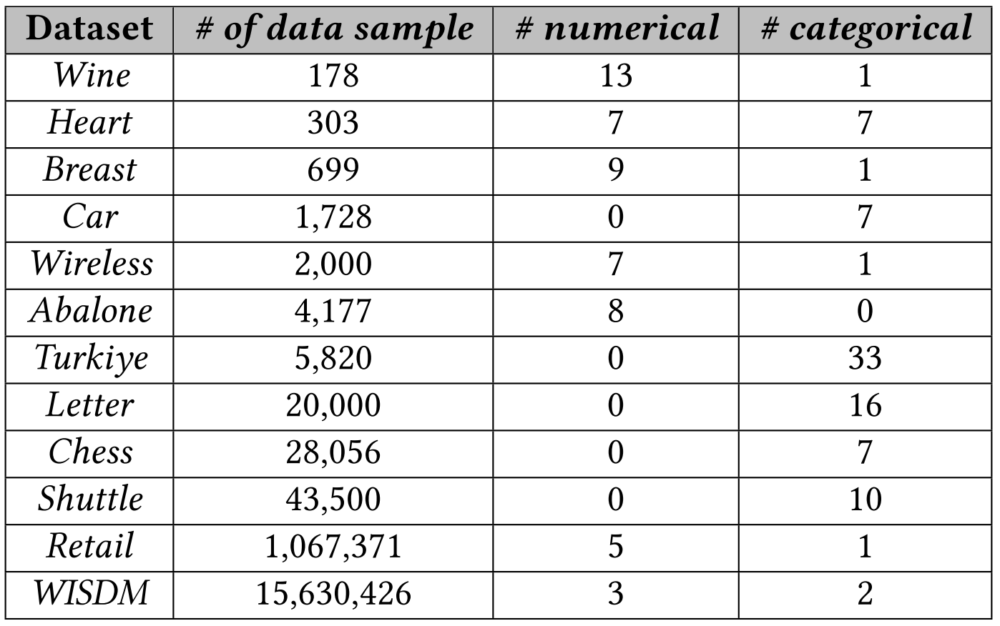 Dataset # of data sample # numerical # categorical
Wine 178 13 1
Heart 303 7 7
Breast 699 9 1
Car 1,728 0 7
Wireless 2,000 7 1
Abalone 4,177 8 0
Turkiye 5,820 0 33
Letter 20,000 0 16
Chess 28,056 0 7
Shuttle 43,500 0 10
Retail 1,067,371 5 1
WISDM 15,630,426 3 2